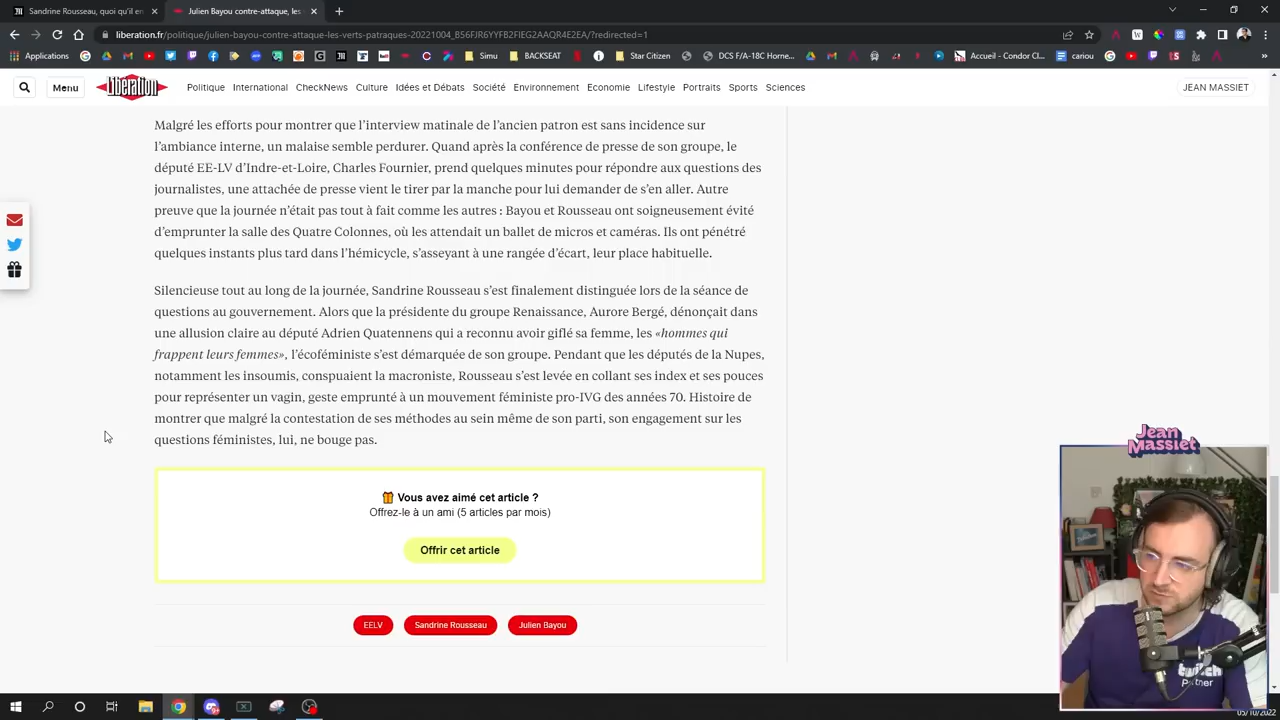 Sandrine Rousseau, quoi qu'il en
Julien Bayou contre-attaque, les
liberation.fr/politique/julien-bayou-contre-attaque-les-verts-patraques-20221004_B56FJR6YYFB2FIEG2AAQR4E2EA/?redirected=1
Applications
Simu
BACKSEAT
Star Citizen
DCS F/A-18C Horne...
Accueil - Condor Cl...
cariou
Menu
Libération
Politique International CheckNews Culture Idées et Débats Société Environnement Economie Lifestyle Portraits Sports Sciences
JEAN MASSIET
Malgré les efforts pour montrer que l'interview matinale de l'ancien patron est sans incidence sur
l'ambiance interne, un malaise semble perdurer. Quand après la conférence de presse de son groupe, le
député EE-LV d'Indre-et-Loire, Charles Fournier, prend quelques minutes pour répondre aux questions des
journalistes, une attachée de presse vient le tirer par la manche pour lui demander de s'en aller. Autre
preuve que la journée n'était pas tout à fait comme les autres : Bayou et Rousseau ont soigneusement évité
d'emprunter la salle des Quatre Colonnes, où les attendait un ballet de micros et caméras. Ils ont pénétré
quelques instants plus tard dans l'hémicycle, s'asseyant à une rangée d'écart, leur place habituelle.
Silencieuse tout au long de la journée, Sandrine Rousseau s'est finalement distinguée lors de la séance de
questions au gouvernement. Alors que la présidente du groupe Renaissance, Aurore Bergé, dénonçait dans
une allusion claire au député Adrien Quatennens qui a reconnu avoir giflé sa femme, les «hommes qui
frappent leurs femmes», l'écoféministe s'est démarquée de son groupe. Pendant que les députés de la Nupes,
notamment les insoumis, conspuaient la macroniste, Rousseau s'est levée en collant ses index et ses pouces
pour représenter un vagin, geste emprunté à un mouvement féministe pro-IVG des années 70. Histoire de
montrer que malgré la contestation de ses méthodes au sein même de son parti, son engagement sur les
questions féministes, lui, ne bouge pas.
Vous avez aimé cet article ?
Offrez-le à un ami (5 articles par mois)
Offrir cet article
EELV
Sandrine Rousseau
Julien Bayou
Jean
Massiet
twitch
Partner
05/10/2022